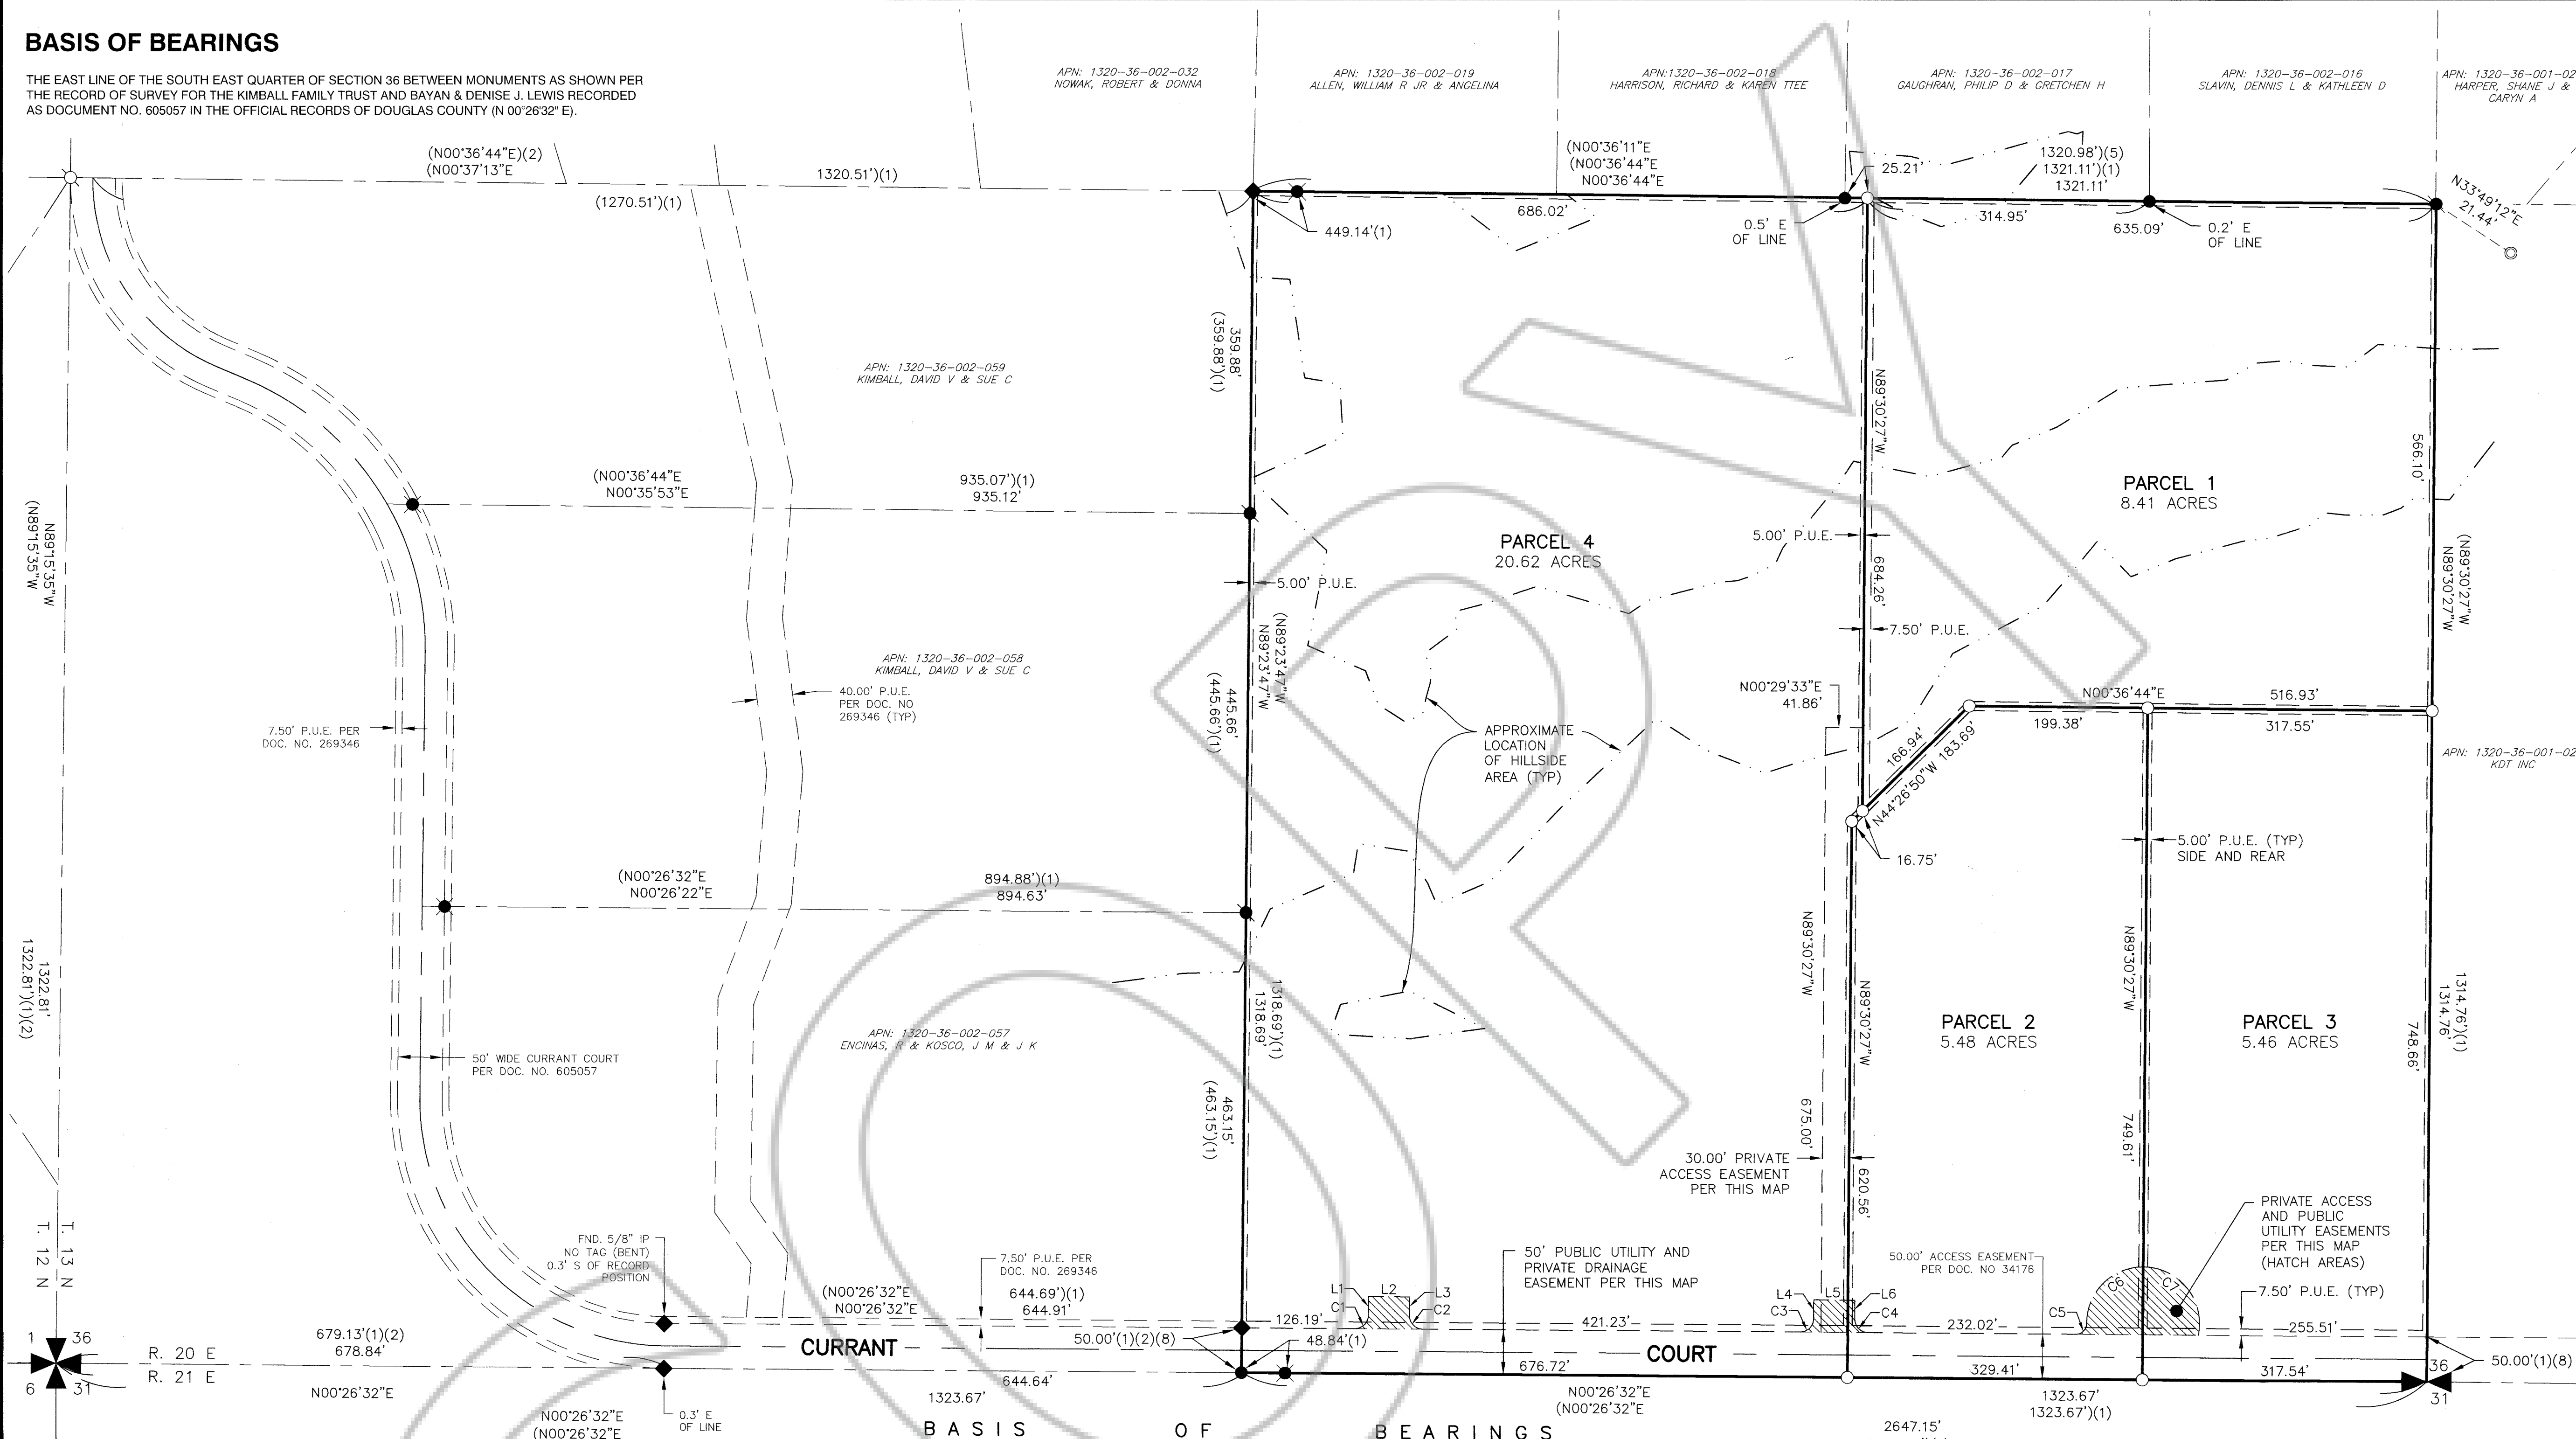 BASIS OF BEARINGS
THE EAST LINE OF THE SOUTH EAST QUARTER OF SECTION 36 BETWEEN MONUMENTS AS SHOWN PER
THE RECORD OF SURVEY FOR THE KIMBALL FAMILY TRUST AND BAYAN & DENISE J. LEWIS RECORDED
AS DOCUMENT NO. 605057 IN THE OFFICIAL RECORDS OF DOUGLAS COUNTY (N 00°26'32" E).
APN: 1320-36-002-032
NOWAK, ROBERT & DONNA
APN: 1320-36-002-019
ALLEN, WILLIAM R JR & ANGELINA
APN:1320-36-002-018
HARRISON, RICHARD & KAREN TTEE
APN: 1320-36-002-017
GAUGHRAN, PHILIP D & GRETCHEN H
APN: 1320-36-002-016
SLAVIN, DENNIS L & KATHLEEN D
APN: 1320-36-001-02
HARPER, SHANE J &
CARYN A
(N00°36'44"E)(2)
(N00°37'13"E
1320.51')(1)
(1270.51')(1)
(N00°36'11"E
(N00°36'44"E
N00°36'44"E
1320.98')(5)
1321.11')(1)
1321.11'
25.21'
686.02'
0.5' E
OF LINE
314.95'
635.09'
0.2' E
OF LINE
N33°49'12"E
21.44'
449.14'(1)
359.88'
(359.88')(1)
APN: 1320-36-002-059
KIMBALL, DAVID V & SUE C
N89°30'27"W
566.10'
(N00°36'44"E
N00°35'53"E
935.07')(1)
935.12'
PARCEL 1
8.41 ACRES
PARCEL 4
20.62 ACRES
5.00' P.U.E.
684.26'
(N89°30'27"W
N89°30'27"W
N89°15'35"W
(N89°15'35"W
5.00' P.U.E.
7.50' P.U.E.
(N89°23'47"W
N89°23'47"W
445.66'
(445.66')(1)
APN: 1320-36-002-058
KIMBALL, DAVID V & SUE C
40.00' P.U.E.
PER DOC. NO
269346 (TYP)
7.50' P.U.E. PER
DOC. NO. 269346
N00°29'33"E
41.86'
N00°36'44"E
516.93'
199.38'
317.55'
166.94'
N44°26'50"W 183.69'
APPROXIMATE
LOCATION
OF HILLSIDE
AREA (TYP)
APN: 1320-36-001-02
KDT INC
16.75'
5.00' P.U.E. (TYP)
SIDE AND REAR
(N00°26'32"E
N00°26'22"E
894.88')(1)
894.63'
N89°30'27"W
N89°30'27"W
N89°30'27"W
1322.81'
1322.81')(1)(2)
1318.69')(1)
1318.69'
1314.76')(1)
1314.76'
748.66'
APN: 1320-36-002-057
ENCINAS, R & KOSCO, J M & J K
PARCEL 2
5.48 ACRES
PARCEL 3
5.46 ACRES
50' WIDE CURRANT COURT
PER DOC. NO. 605057
463.15'
(463.15')(1)
675.00'
749.61'
620.56'
30.00' PRIVATE
ACCESS EASEMENT
PER THIS MAP
PRIVATE ACCESS
AND PUBLIC
UTILITY EASEMENTS
PER THIS MAP
(HATCH AREAS)
T. 13 N
T. 12 N
FND. 5/8" IP
NO TAG (BENT)
0.3' S OF RECORD
POSITION
7.50' P.U.E. PER
DOC. NO. 269346
50' PUBLIC UTILITY AND
PRIVATE DRAINAGE
EASEMENT PER THIS MAP
50.00' ACCESS EASEMENT
PER DOC. NO 34176
(N00°26'32"E
N00°26'32"E
644.69')(1)
644.91'
L1
L2
L3
C1
C2
L4
L5
L6
C3
C4
C5
C6
C7
7.50' P.U.E. (TYP)
126.19'
421.23'
232.02'
255.51'
1
36
6
31
R. 20 E
R. 21 E
679.13'(1)(2)
678.84'
CURRANT
COURT
50.00'(1)(2)(8)
48.84'(1)
676.72'
329.41'
317.54'
36
31
50.00'(1)(8)
N00°26'32"E
644.64'
1323.67'
N00°26'32"E
(N00°26'32"E
1323.67'
1323.67')(1)
N00°26'32"E
(N00°26'32"E
0.3' E
OF LINE
BASIS OF BEARINGS
2647.15'
COPY